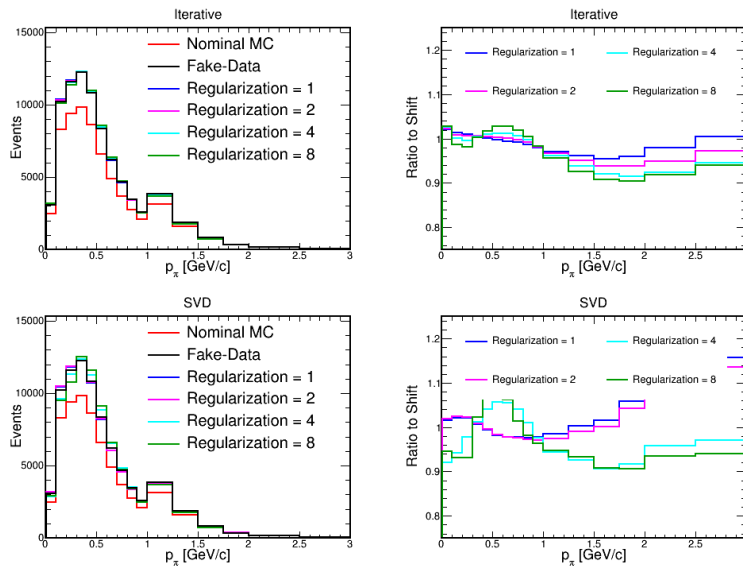 Iterative
15000
10000
5000
0
Events
Nominal MC
Fake-Data
Regularization = 1
Regularization = 2
Regularization = 4
Regularization = 8
0 0.5 1 1.5 2 2.5 3
p_π [GeV/c]
Iterative
1.2
1.1
1.0
0.9
0.8
Ratio to Shift
Regularization = 1
Regularization = 4
Regularization = 2
Regularization = 8
0 0.5 1 1.5 2 2.5
p_π [GeV/c]
SVD
15000
10000
5000
0
Events
Nominal MC
Fake-Data
Regularization = 1
Regularization = 2
Regularization = 4
Regularization = 8
0 0.5 1 1.5 2 2.5 3
p_π [GeV/c]
SVD
1.2
1.1
1.0
0.9
0.8
Ratio to Shift
Regularization = 1
Regularization = 4
Regularization = 2
Regularization = 8
0 0.5 1 1.5 2 2.5
p_π [GeV/c]